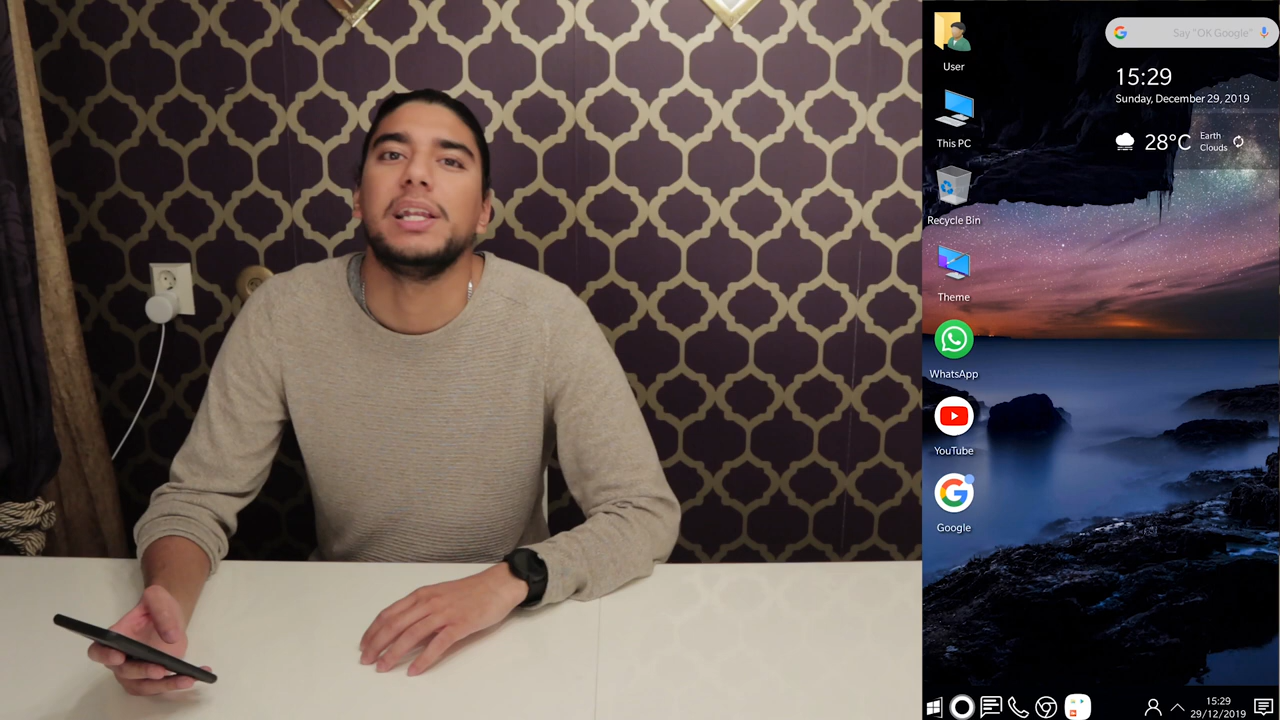 User
This PC
Recycle Bin
Theme
WhatsApp
YouTube
Google
Say "OK Google"
15:29
Sunday, December 29, 2019
28°C
Earth
Clouds
15:29
29/12/2019